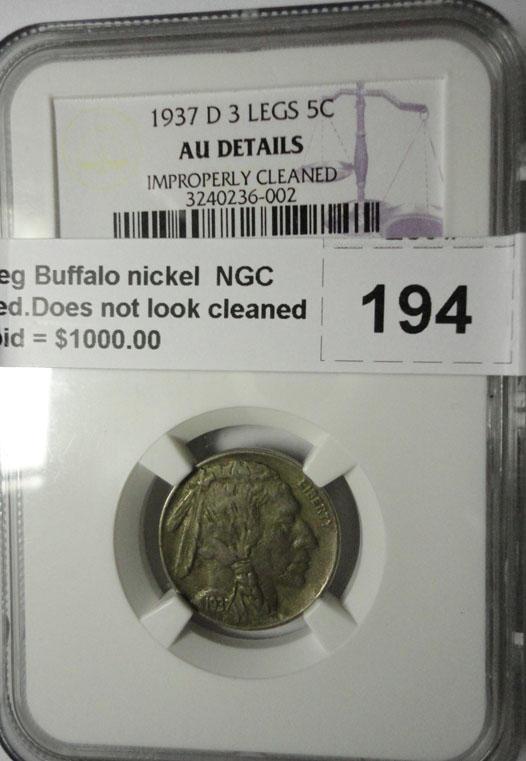 1937 D 3 LEGS 5C
AU DETAILS
IMPROPERLY CLEANED
3240236-002
eg Buffalo nickel NGC
ed.Does not look cleaned
id = $1000.00
194
LIBERTY
1937